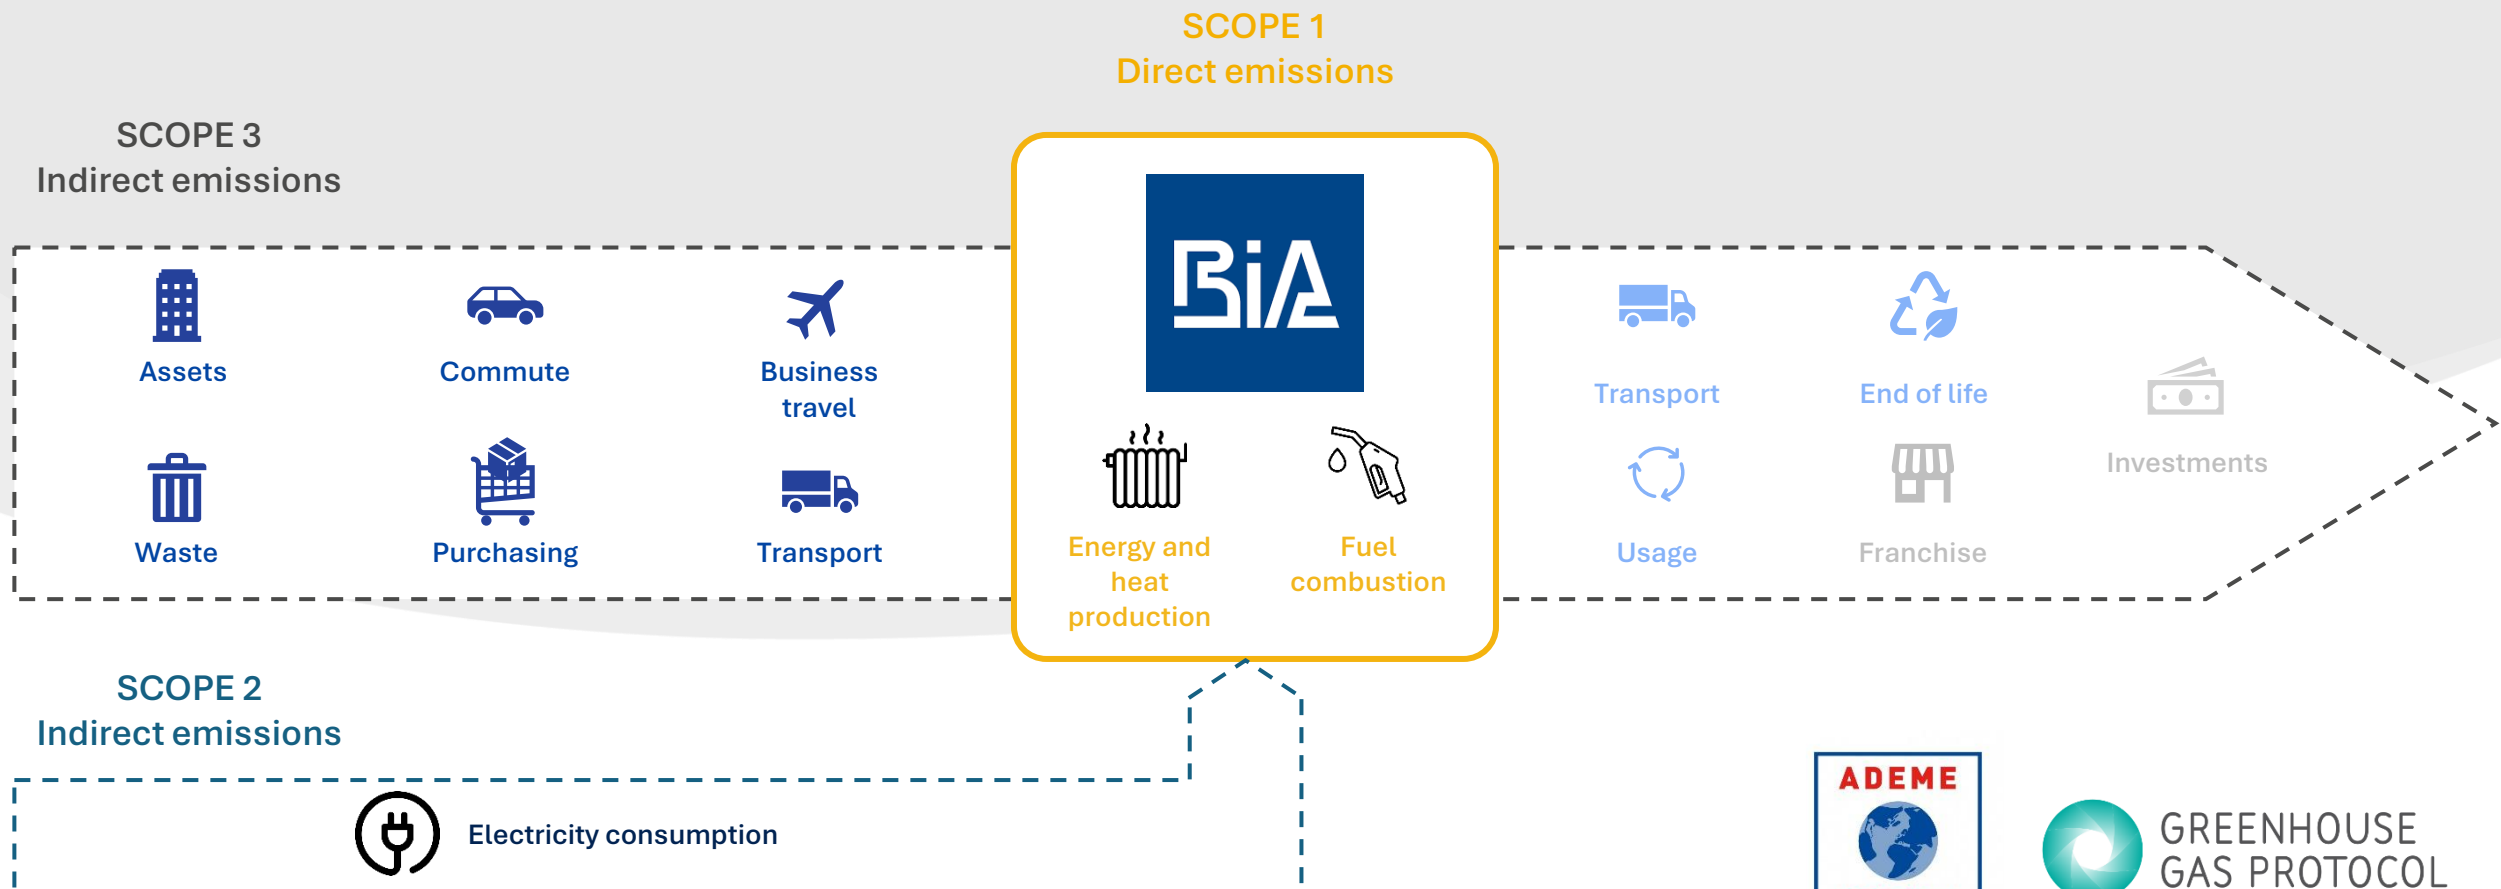 SCOPE 1
Direct emissions
SCOPE 3
Indirect emissions
BiA
Assets
Commute
Business
travel
Transport
End of life
Investments
Waste
Purchasing
Transport
Energy and
heat
production
Fuel
combustion
Usage
Franchise
SCOPE 2
Indirect emissions
Electricity consumption
ADEME
GREENHOUSE
GAS PROTOCOL